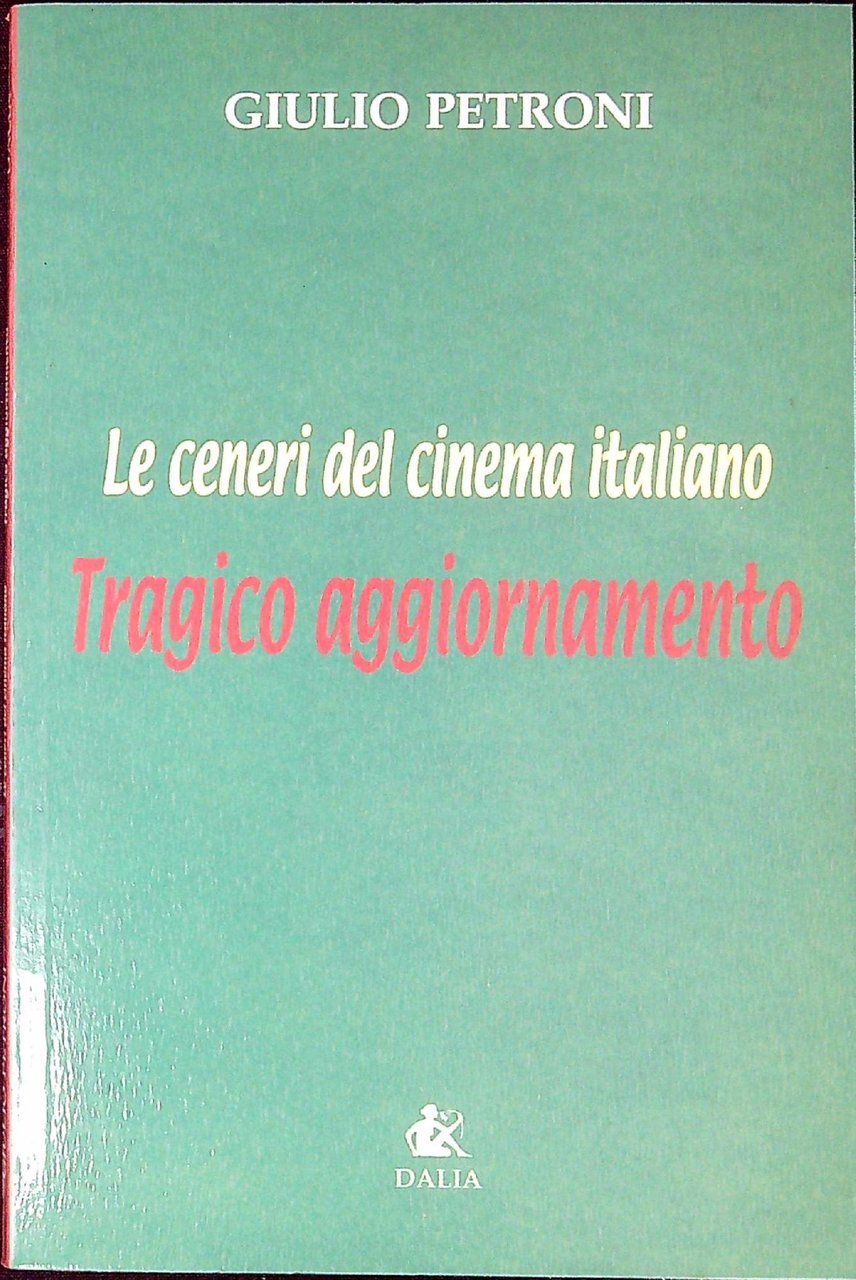 GIULIO PETRONI
Le ceneri del cinema italiano
Tragico aggiornamento
DALIA